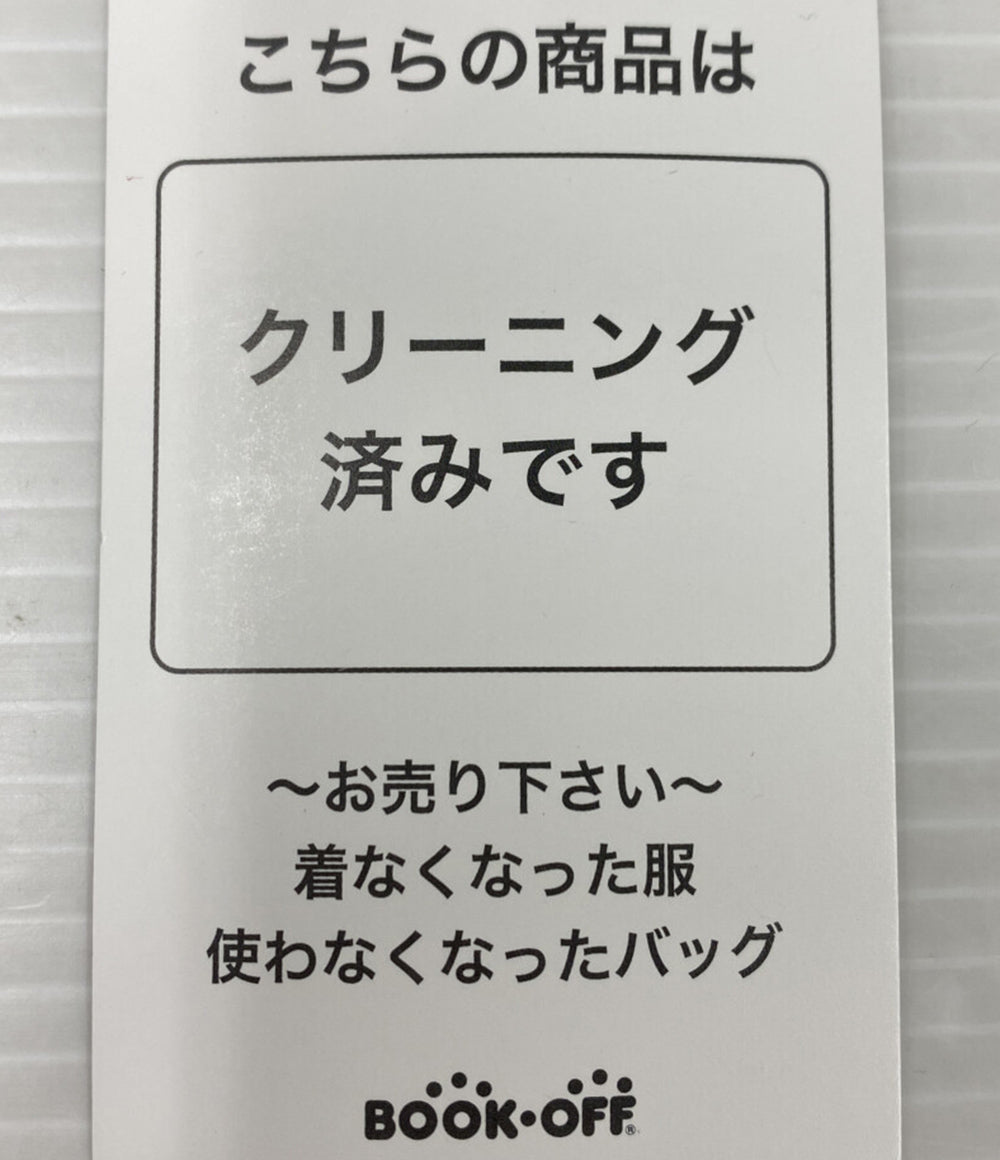 こちらの商品は
クリーニング
済みです
〜お売り下さい〜
着なくなった服
使わなくなったバッグ
BOOK・OFF®